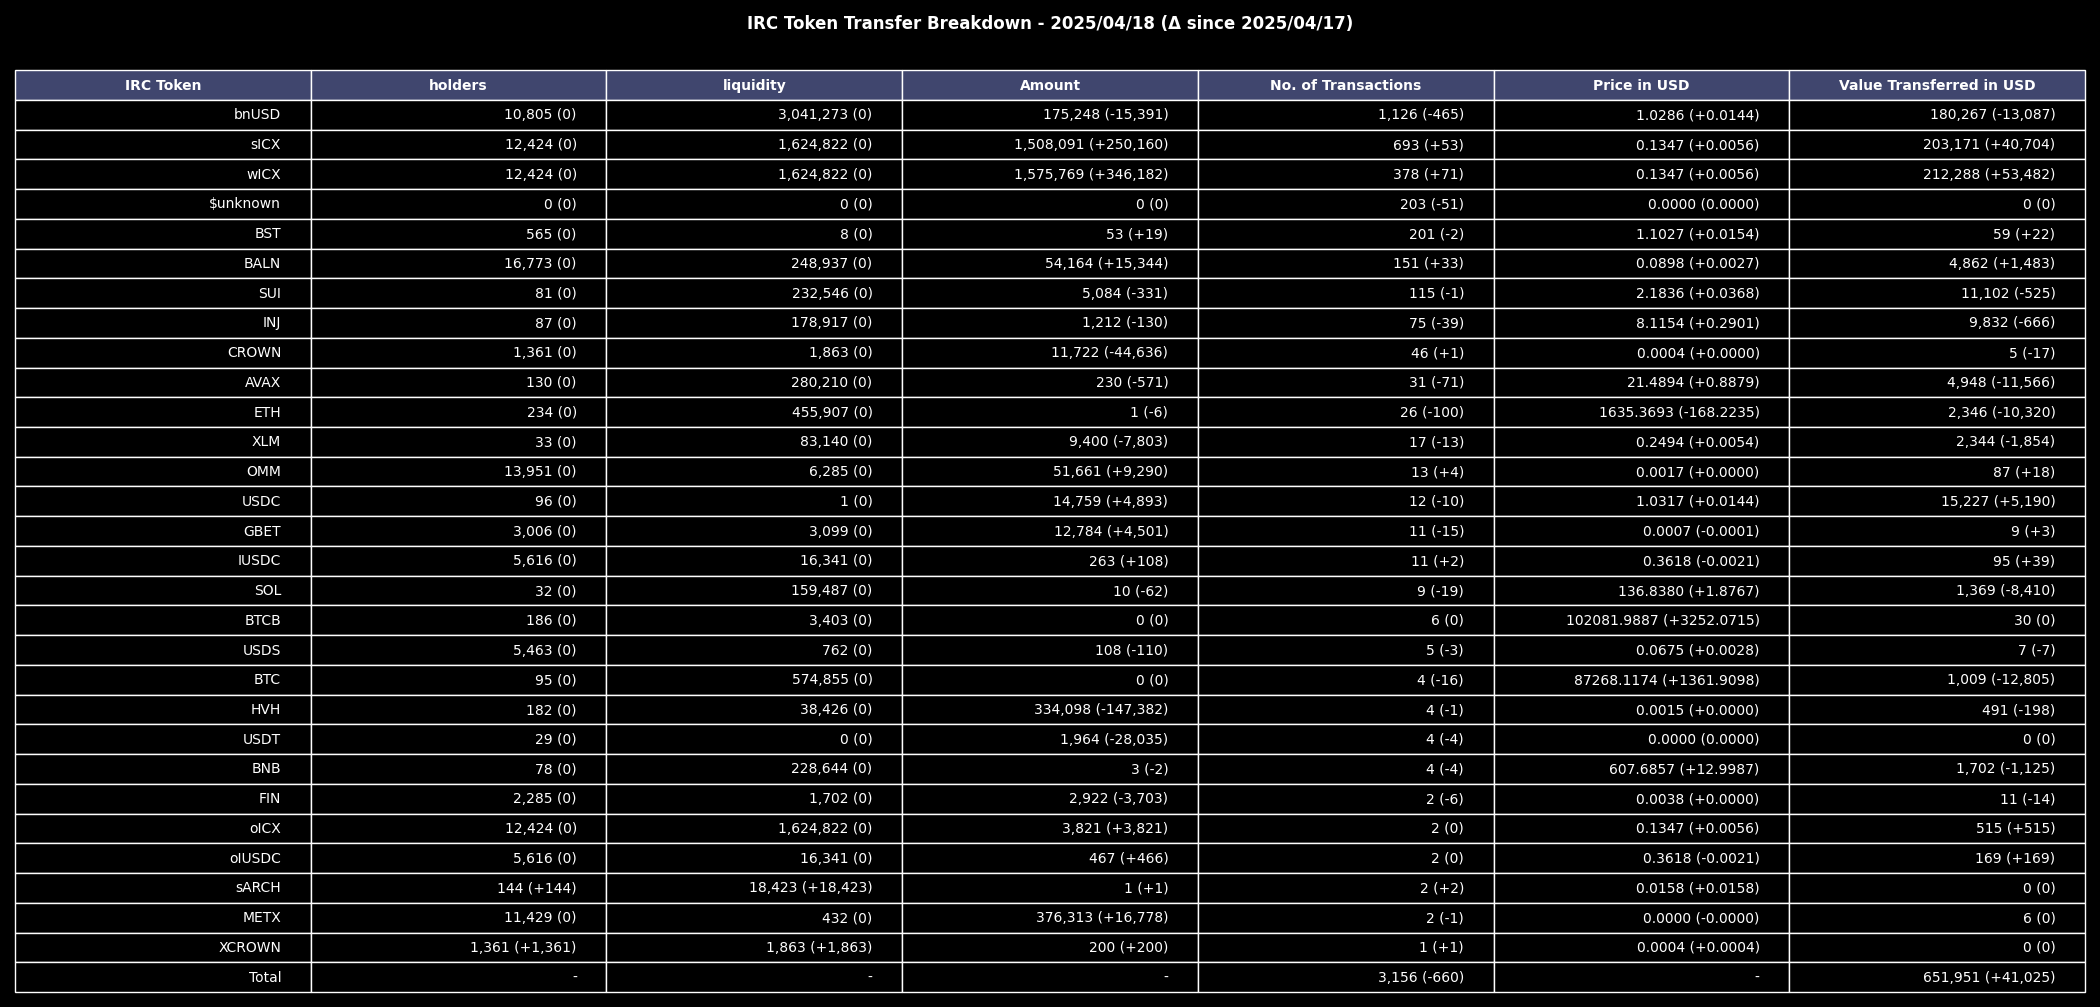 IRC Token Transfer Breakdown - 2025/04/18 (Δ since 2025/04/17)
IRC Token holders liquidity Amount No. of Transactions Price in USD Value Transferred in USD
bnUSD 10,805 (0) 3,041,273 (0) 175,248 (-15,391) 1,126 (-465) 1.0286 (+0.0144) 180,267 (-13,087)
sICX 12,424 (0) 1,624,822 (0) 1,508,091 (+250,160) 693 (+53) 0.1347 (+0.0056) 203,171 (+40,704)
wICX 12,424 (0) 1,624,822 (0) 1,575,769 (+346,182) 378 (+71) 0.1347 (+0.0056) 212,288 (+53,482)
$unknown 0 (0) 0 (0) 0 (0) 203 (-51) 0.0000 (0.0000) 0 (0)
BST 565 (0) 8 (0) 53 (+19) 201 (-2) 1.1027 (+0.0154) 59 (+22)
BALN 16,773 (0) 248,937 (0) 54,164 (+15,344) 151 (+33) 0.0898 (+0.0027) 4,862 (+1,483)
SUI 81 (0) 232,546 (0) 5,084 (-331) 115 (-1) 2.1836 (+0.0368) 11,102 (-525)
INJ 87 (0) 178,917 (0) 1,212 (-130) 75 (-39) 8.1154 (+0.2901) 9,832 (-666)
CROWN 1,361 (0) 1,863 (0) 11,722 (-44,636) 46 (+1) 0.0004 (+0.0000) 5 (-17)
AVAX 130 (0) 280,210 (0) 230 (-571) 31 (-71) 21.4894 (+0.8879) 4,948 (-11,566)
ETH 234 (0) 455,907 (0) 1 (-6) 26 (-100) 1635.3693 (-168.2235) 2,346 (-10,320)
XLM 33 (0) 83,140 (0) 9,400 (-7,803) 17 (-13) 0.2494 (+0.0054) 2,344 (-1,854)
OMM 13,951 (0) 6,285 (0) 51,661 (+9,290) 13 (+4) 0.0017 (+0.0000) 87 (+18)
USDC 96 (0) 1 (0) 14,759 (+4,893) 12 (-10) 1.0317 (+0.0144) 15,227 (+5,190)
GBET 3,006 (0) 3,099 (0) 12,784 (+4,501) 11 (-15) 0.0007 (-0.0001) 9 (+3)
IUSDC 5,616 (0) 16,341 (0) 263 (+108) 11 (+2) 0.3618 (-0.0021) 95 (+39)
SOL 32 (0) 159,487 (0) 10 (-62) 9 (-19) 136.8380 (+1.8767) 1,369 (-8,410)
BTCB 186 (0) 3,403 (0) 0 (0) 6 (0) 102081.9887 (+3252.0715) 30 (0)
USDS 5,463 (0) 762 (0) 108 (-110) 5 (-3) 0.0675 (+0.0028) 7 (-7)
BTC 95 (0) 574,855 (0) 0 (0) 4 (-16) 87268.1174 (+1361.9098) 1,009 (-12,805)
HVH 182 (0) 38,426 (0) 334,098 (-147,382) 4 (-1) 0.0015 (+0.0000) 491 (-198)
USDT 29 (0) 0 (0) 1,964 (-28,035) 4 (-4) 0.0000 (0.0000) 0 (0)
BNB 78 (0) 228,644 (0) 3 (-2) 4 (-4) 607.6857 (+12.9987) 1,702 (-1,125)
FIN 2,285 (0) 1,702 (0) 2,922 (-3,703) 2 (-6) 0.0038 (+0.0000) 11 (-14)
oICX 12,424 (0) 1,624,822 (0) 3,821 (+3,821) 2 (0) 0.1347 (+0.0056) 515 (+515)
oIUSDC 5,616 (0) 16,341 (0) 467 (+466) 2 (0) 0.3618 (-0.0021) 169 (+169)
sARCH 144 (+144) 18,423 (+18,423) 1 (+1) 2 (+2) 0.0158 (+0.0158) 0 (0)
METX 11,429 (0) 432 (0) 376,313 (+16,778) 2 (-1) 0.0000 (-0.0000) 6 (0)
XCROWN 1,361 (+1,361) 1,863 (+1,863) 200 (+200) 1 (+1) 0.0004 (+0.0004) 0 (0)
Total - - - 3,156 (-660) - 651,951 (+41,025)